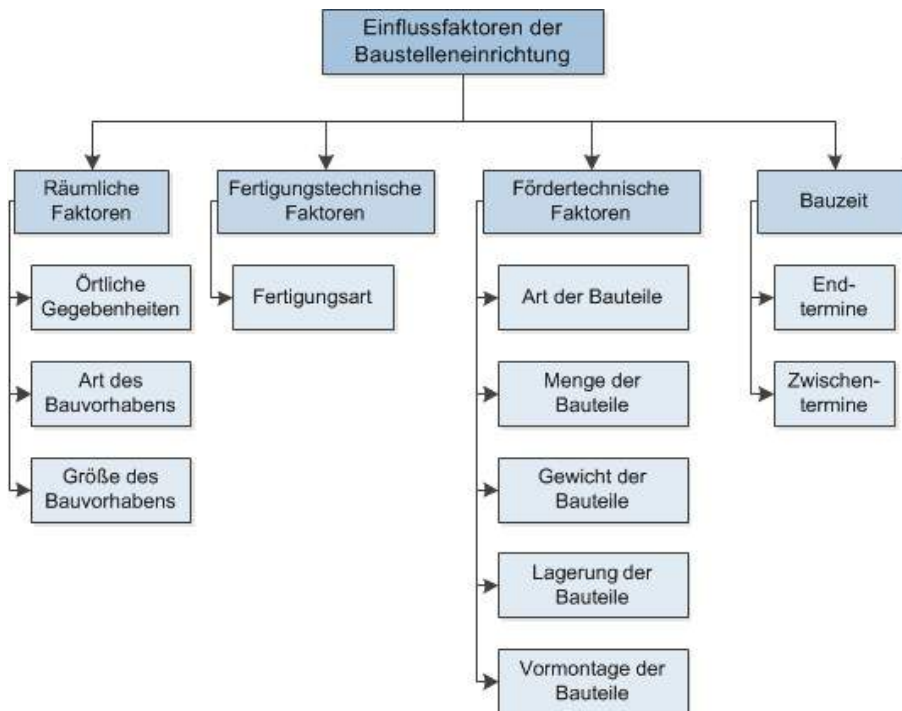 Einflussfaktoren der
Baustelleneinrichtung
Räumliche
Faktoren
Örtliche
Gegebenheiten
Art des
Bauvorhabens
Größe des
Bauvorhabens
Fertigungstechnische
Faktoren
Fertigungsart
Fördertechnische
Faktoren
Art der Bauteile
Menge der
Bauteile
Gewicht der
Bauteile
Lagerung der
Bauteile
Vormontage der
Bauteile
Bauzeit
End-
termine
Zwischen-
termine